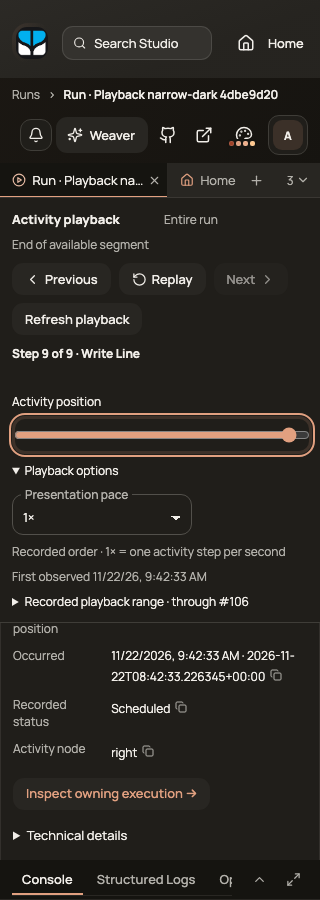 Search Studio
Home
Runs > Run · Playback narrow-dark 4dbe9d20
Weaver
A
Run · Playback na...
Home
3
Activity playback
Entire run
End of available segment
Previous
Replay
Next
Refresh playback
Step 9 of 9 · Write Line
Activity position
Playback options
Presentation pace
1×
Recorded order · 1× = one activity step per second
First observed 11/22/26, 9:42:33 AM
Recorded playback range · through #106
position
Occurred
11/22/2026, 9:42:33 AM · 2026-11-
22T08:42:33.226345+00:00
Recorded
status
Scheduled
Activity node
right
Inspect owning execution →
Technical details
Console
Structured Logs